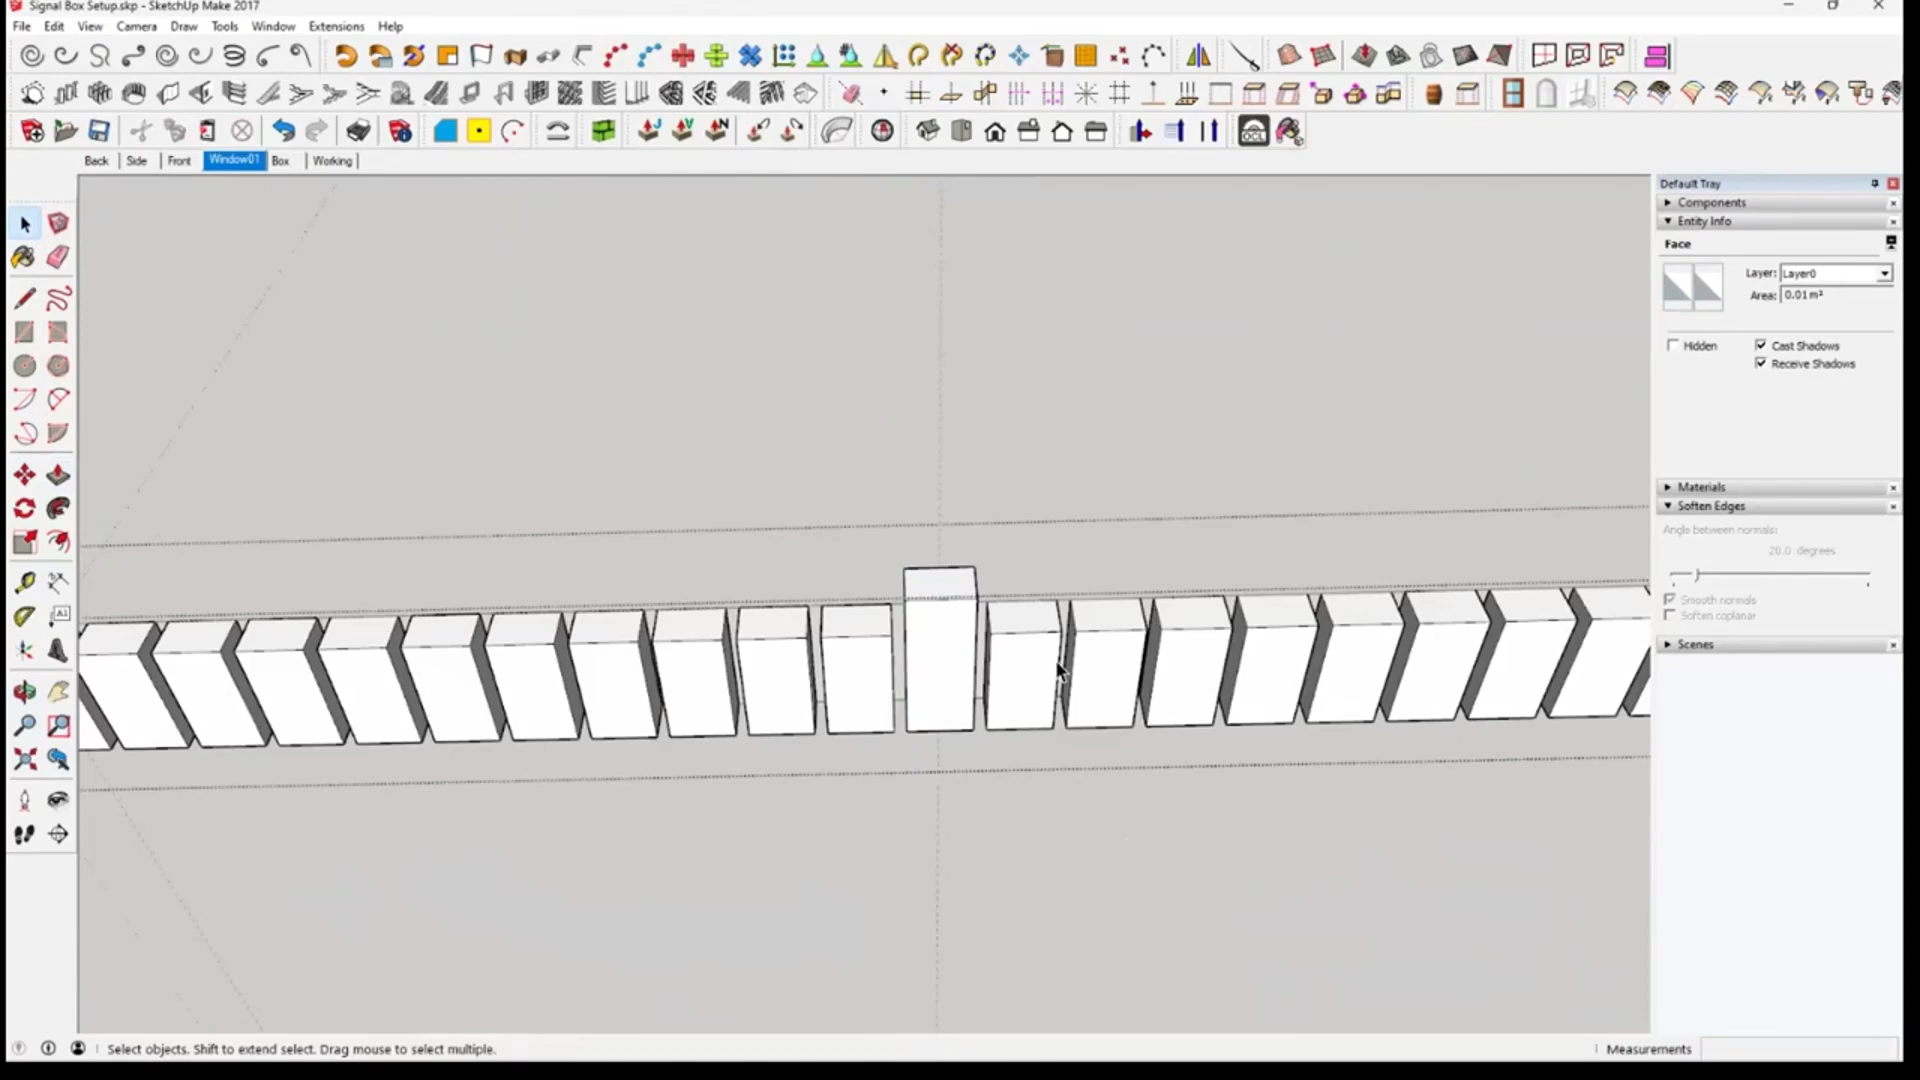 Signal Box Setup.skp - SketchUp Make 2017
File Edit View Camera Draw Tools Window Extensions Help
J V N OCL
Back Side Front Window01 Box Working
Default Tray
Components
Entity Info
Face
Layer: Layer0
Area: 0.01 m²
Hidden Cast Shadows
Receive Shadows
Materials
Soften Edges
Angle between normals:
20.0 degrees
Smooth normals
Soften coplanar
Scenes
A1
Select objects. Shift to extend select. Drag mouse to select multiple. Measurements